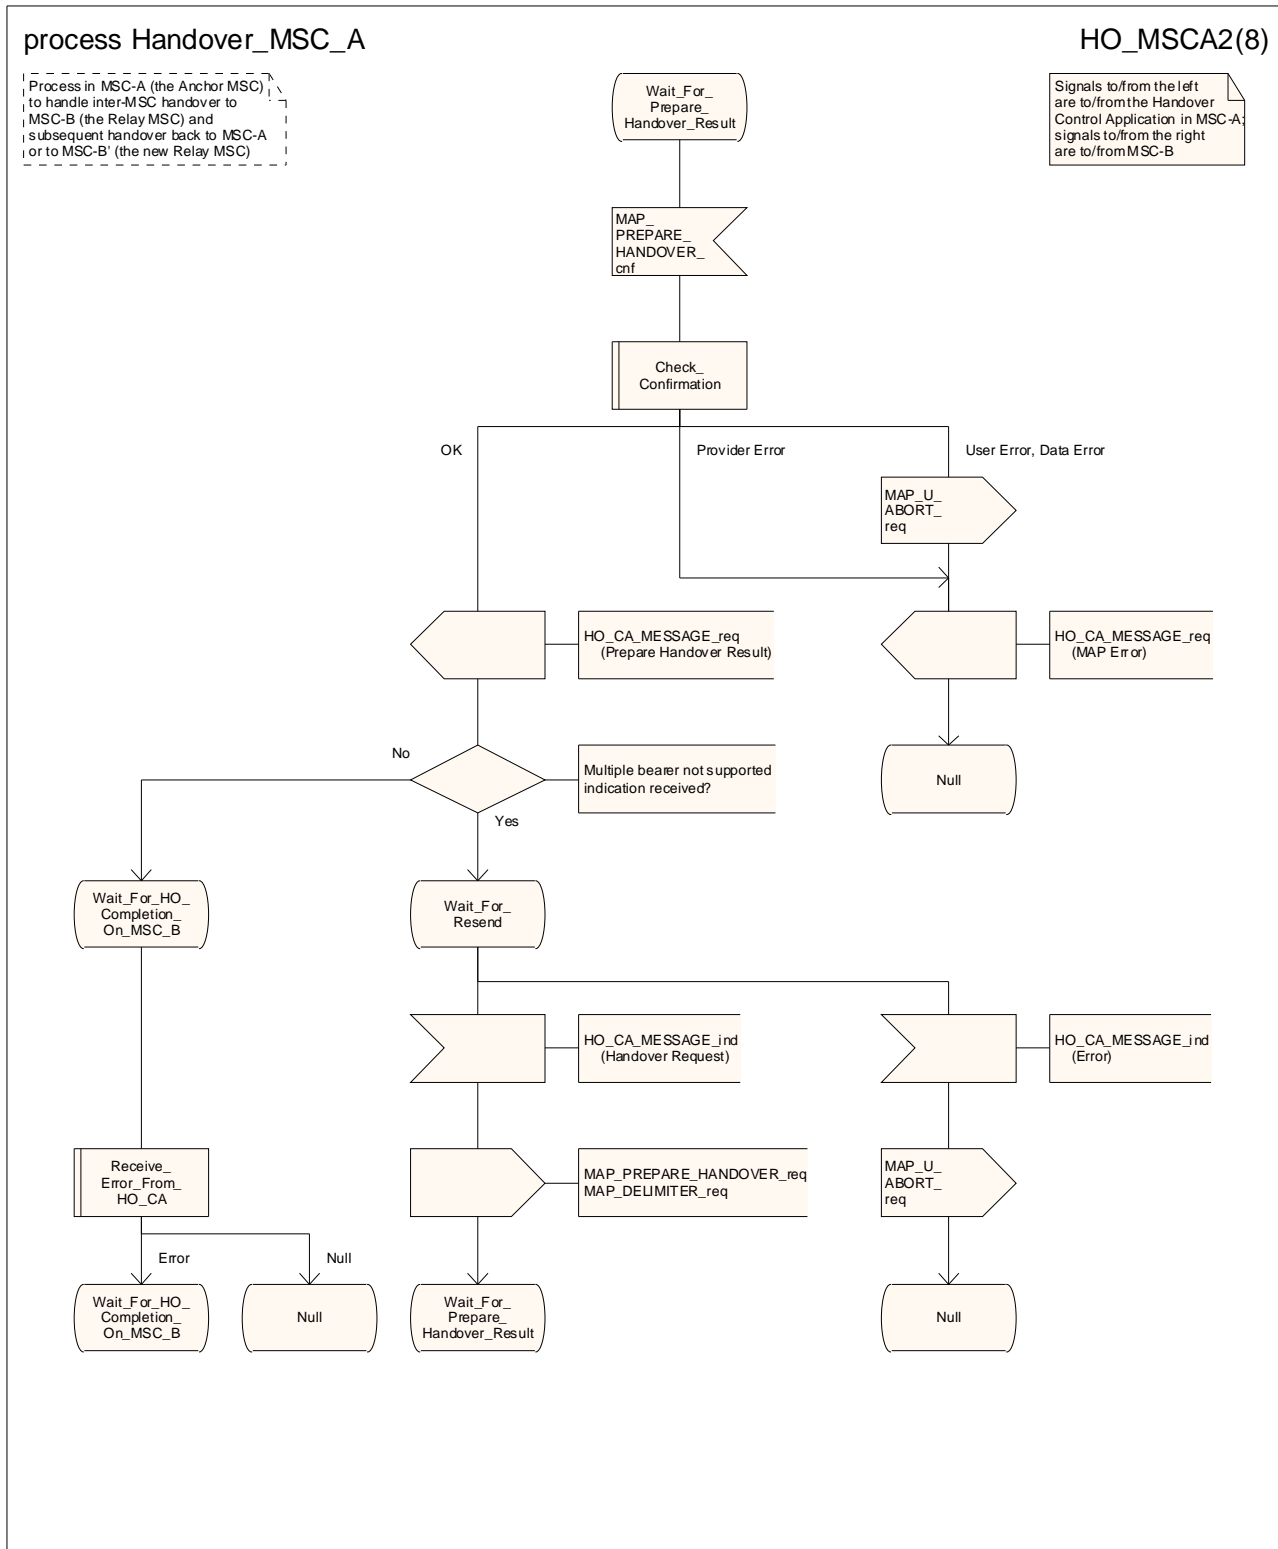 process Handover_MSC_A
HO_MSCA2(8)
Process in MSC-A (the Anchor MSC)
to handle inter-MSC handover to
MSC-B (the Relay MSC) and
subsequent handover back to MSC-A
or to MSC-B' (the new Relay MSC)
Wait_For_
Prepare_
Handover_Result
Signals to/from the left
are to/from the Handover
Control Application in MSC-A;
signals to/from the right
are to/from MSC-B
MAP_
PREPARE_
HANDOVER_
cnf
Check_
Confirmation
OK
Provider Error
User Error, Data Error
MAP_U_
ABORT_
req
HO_CA_MESSAGE_req
(Prepare Handover Result)
HO_CA_MESSAGE_req
(MAP Error)
No
Multiple bearer not supported
indication received?
Null
Yes
Wait_For_HO_
Completion_
On_MSC_B
Wait_For_
Resend
HO_CA_MESSAGE_ind
(Handover Request)
HO_CA_MESSAGE_ind
(Error)
Receive_
Error_From_
HO_CA
MAP_PREPARE_HANDOVER_req
MAP_DELIMITER_req
MAP_U_
ABORT_
req
Error
Null
Wait_For_HO_
Completion_
On_MSC_B
Null
Wait_For_
Prepare_
Handover_Result
Null